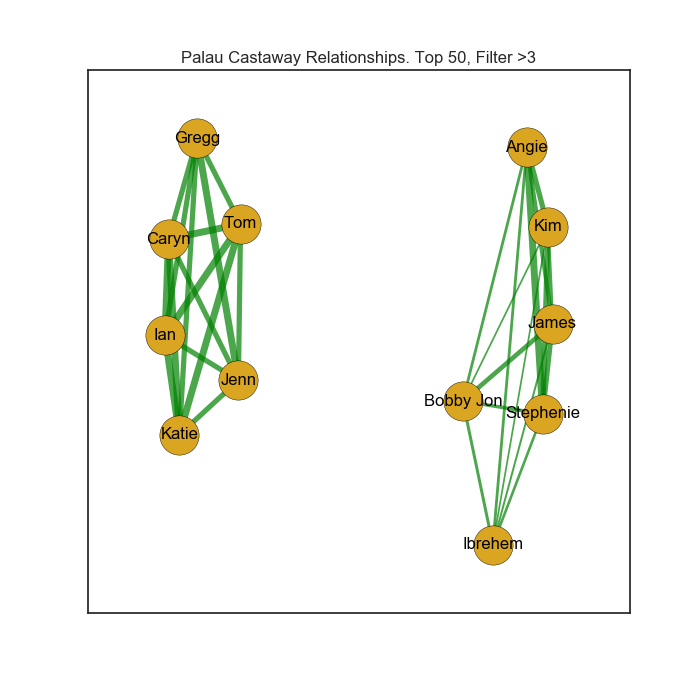 Palau Castaway Relationships. Top 50, Filter >3
Gregg
Angie
Tom
Kim
Caryn
James
Ian
Jenn
Bobby Jon
Stephenie
Katie
Ibrehem